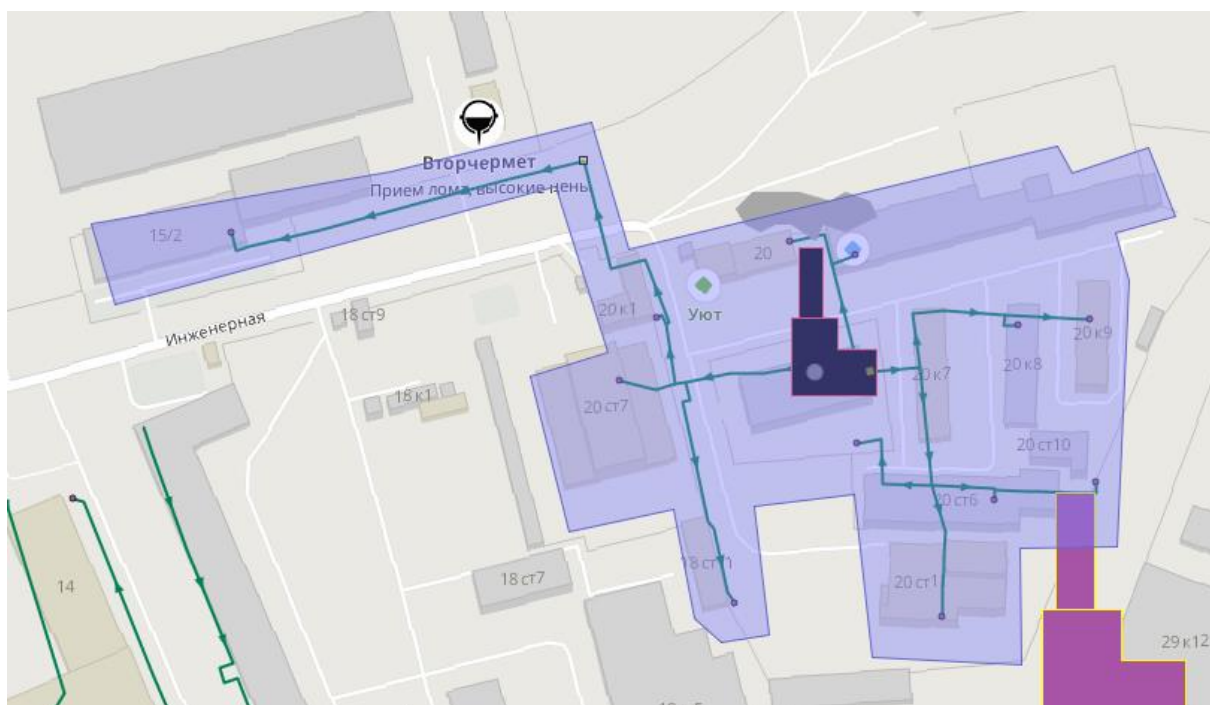 Вторчермет
Прием лома, высокие цены
15/2
20
Инженерная
18 ст9
20 к1
Уют
20 к9
20 к8
20 к7
18 к1
20 ст7
20 ст10
20 ст6
18 ст11
20 ст1
18 ст7
14
29 к12